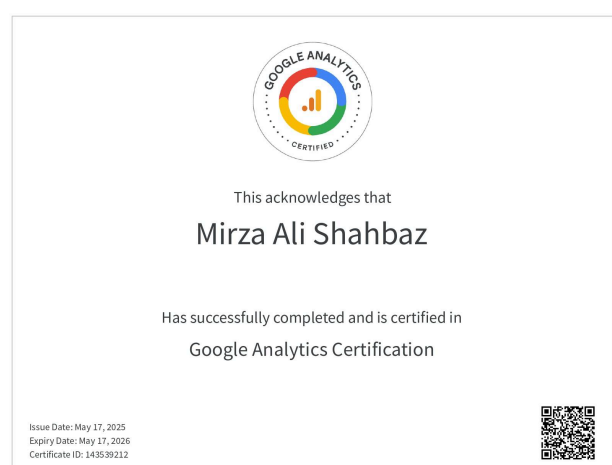 GOOGLE ANALYTICS
CERTIFIED
This acknowledges that
Mirza Ali Shahbaz
Has successfully completed and is certified in
Google Analytics Certification
Issue Date: May 17, 2025
Expiry Date: May 17, 2026
Certificate ID: 143539212